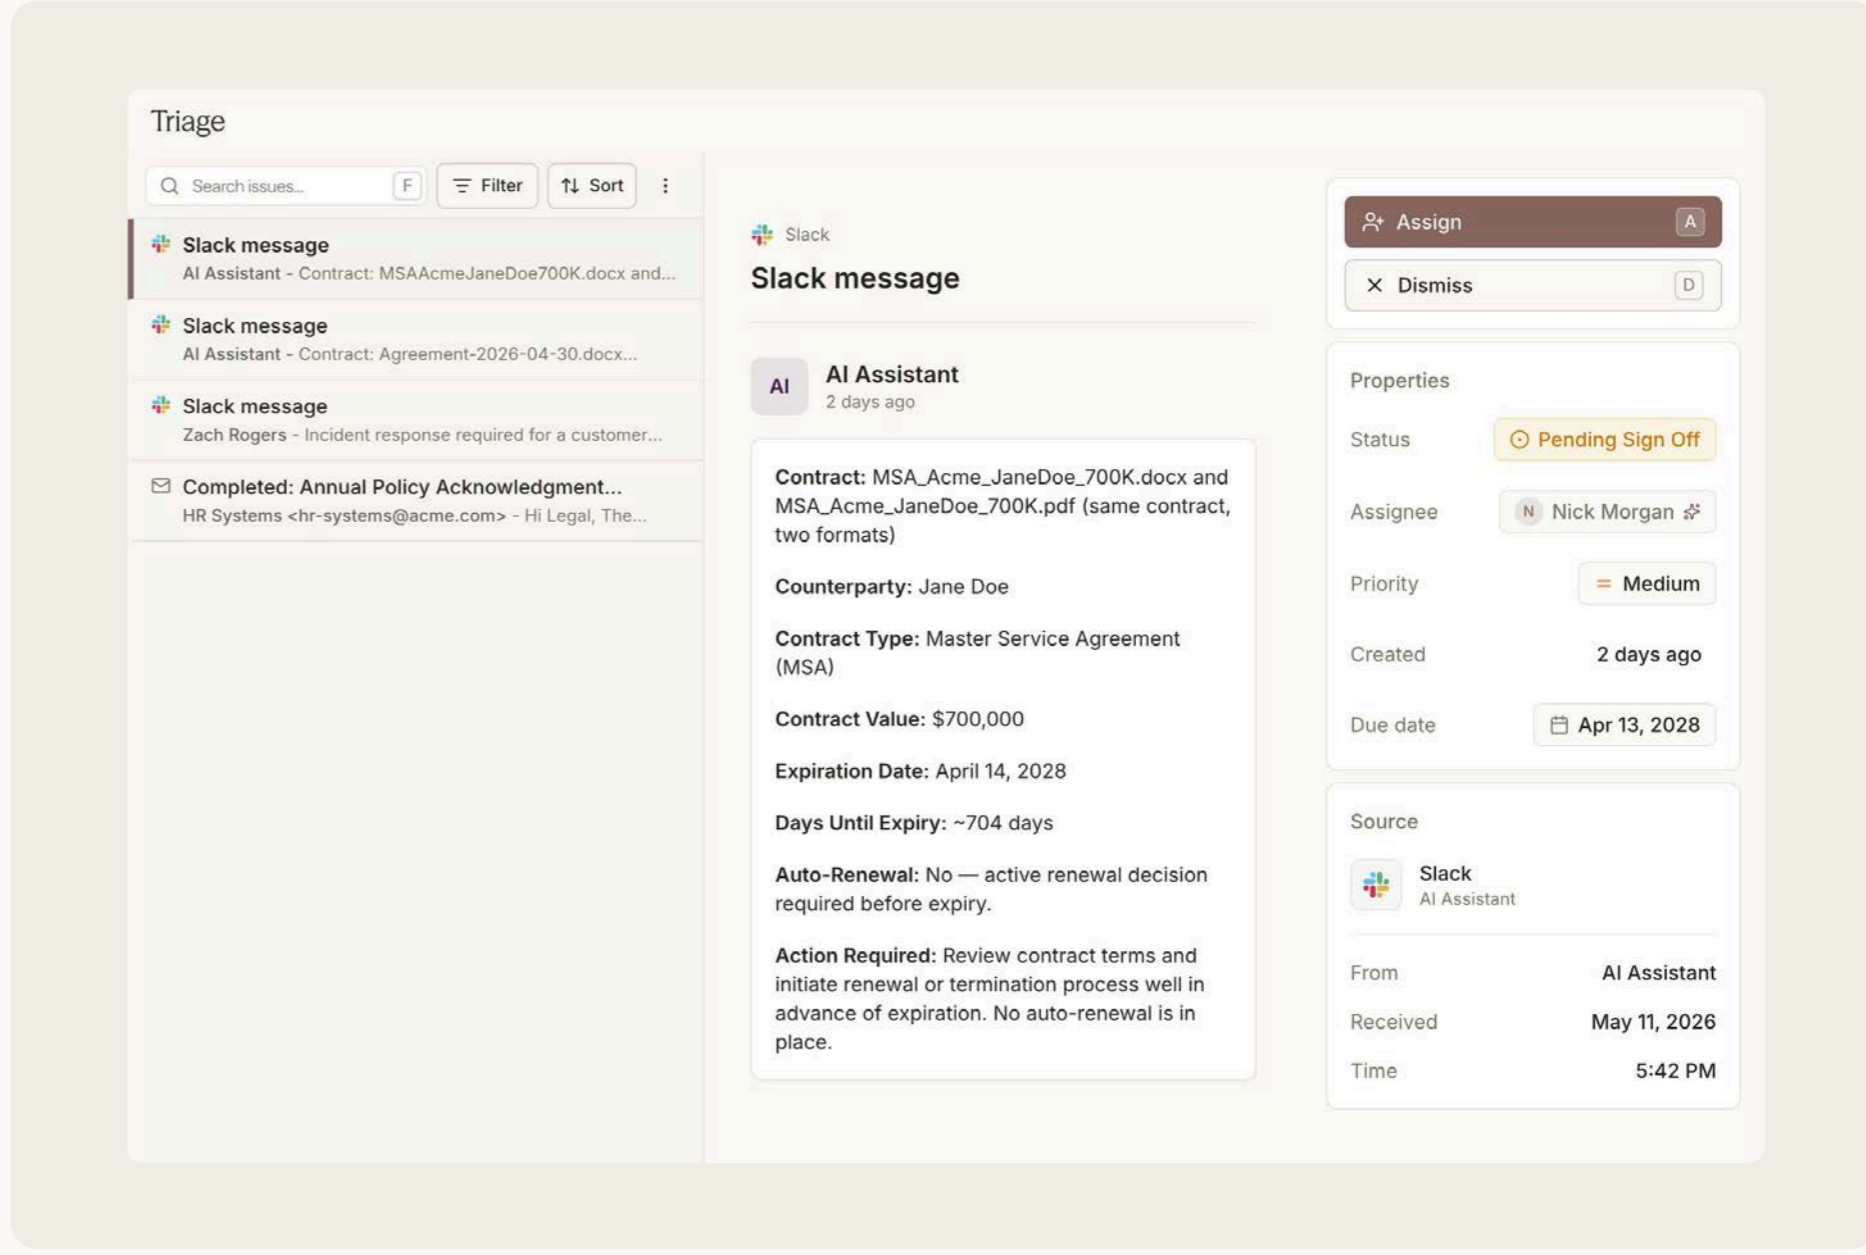 Triage
Search issues...
F
Filter
Sort
Slack message
AI Assistant - Contract: MSAAcmeJaneDoe700K.docx and...
Slack message
AI Assistant - Contract: Agreement-2026-04-30.docx...
Slack message
Zach Rogers - Incident response required for a customer...
Completed: Annual Policy Acknowledgment...
HR Systems <hr-systems@acme.com> - Hi Legal, The...
Slack
Slack message
AI
AI Assistant
2 days ago
Contract: MSA_Acme_JaneDoe_700K.docx and
MSA_Acme_JaneDoe_700K.pdf (same contract,
two formats)
Counterparty: Jane Doe
Contract Type: Master Service Agreement
(MSA)
Contract Value: $700,000
Expiration Date: April 14, 2028
Days Until Expiry: ~704 days
Auto-Renewal: No — active renewal decision
required before expiry.
Action Required: Review contract terms and
initiate renewal or termination process well in
advance of expiration. No auto-renewal is in
place.
Assign
A
Dismiss
D
Properties
Status
Pending Sign Off
Assignee
N
Nick Morgan
Priority
Medium
Created
2 days ago
Due date
Apr 13, 2028
Source
Slack
AI Assistant
From
AI Assistant
Received
May 11, 2026
Time
5:42 PM